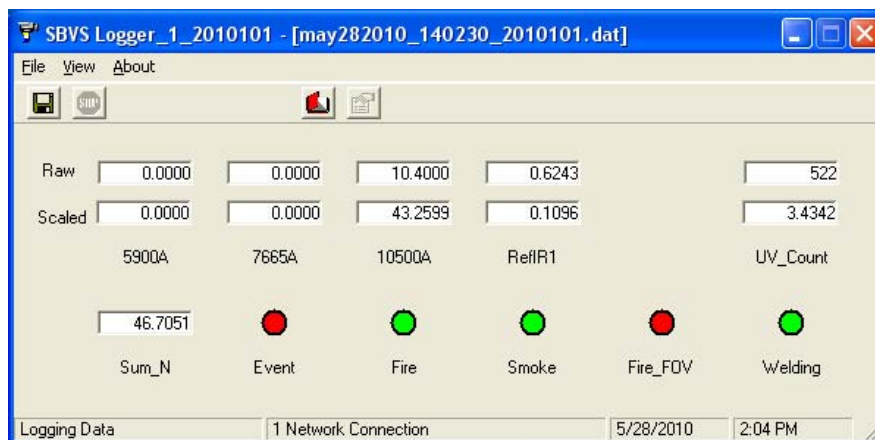 SBVS Logger_1_2010101 - [may282010_140230_2010101.dat]
File View About
STOP
Raw 0.0000 0.0000 10.4000 0.6243 522
Scaled 0.0000 0.0000 43.2599 0.1096 3.4342
5900A 7665A 10500A RefIR1 UV_Count
46.7051
Sum_N Event Fire Smoke Fire_FOV Welding
Logging Data 1 Network Connection 5/28/2010 2:04 PM